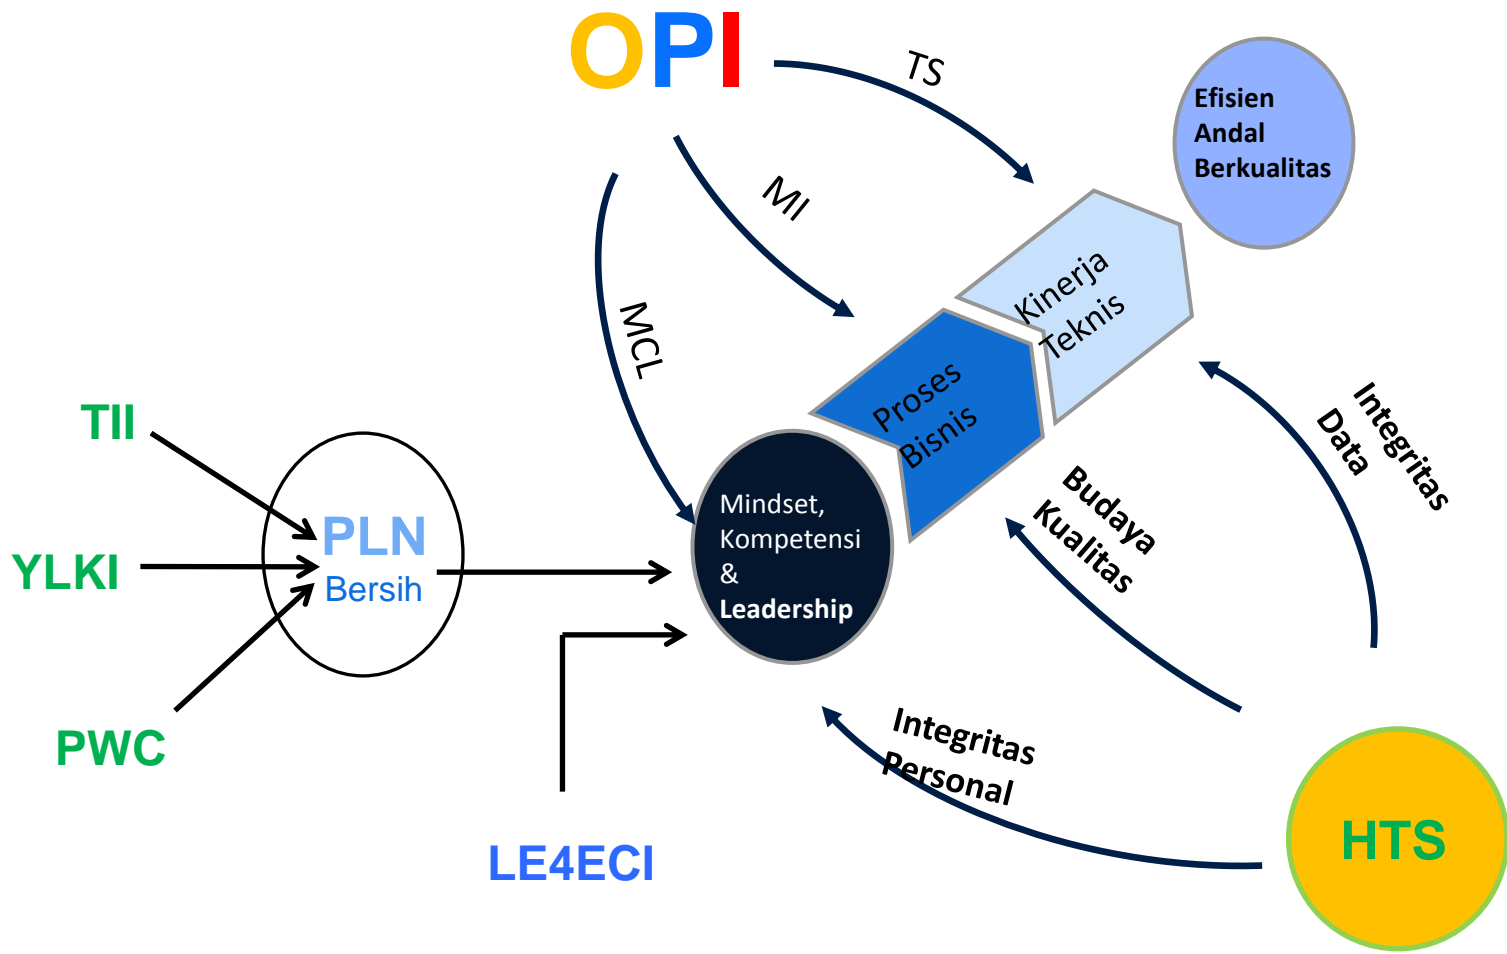 OPI
TS
MI
MCL
Efisien
Andal
Berkualitas
Kinerja
Teknis
Proses
Bisnis
Mindset,
Kompetensi
&
Leadership
TII
YLKI
PWC
PLN
Bersih
LE4ECI
Integritas
Data
Budaya
Kualitas
Integritas
Personal
HTS